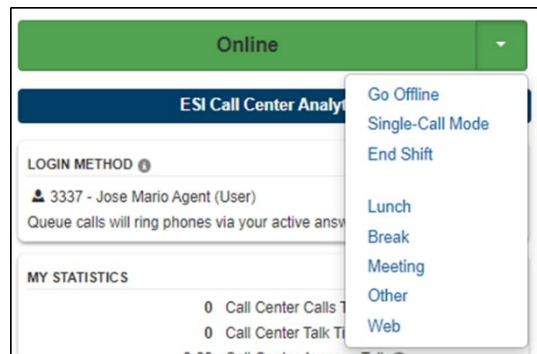 Online
ESI Call Center Analyt
Go Offline
Single-Call Mode
End Shift
Lunch
Break
Meeting
Other
Web
LOGIN METHOD
3337 - Jose Mario Agent (User)
Queue calls will ring phones via your active answ
MY STATISTICS
0 Call Center Calls T
0 Call Center Talk Ti